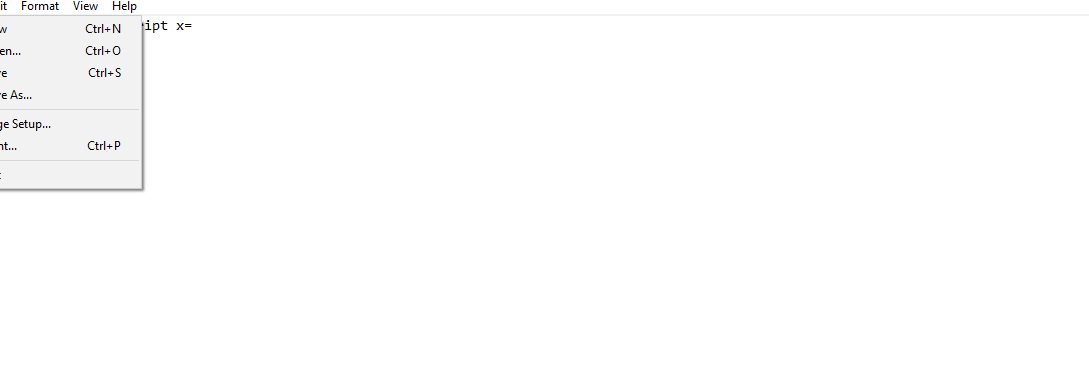 it Format View Help
w Ctrl+N
en... Ctrl+O
e Ctrl+S
e As...
ge Setup...
nt... Ctrl+P
ipt x=